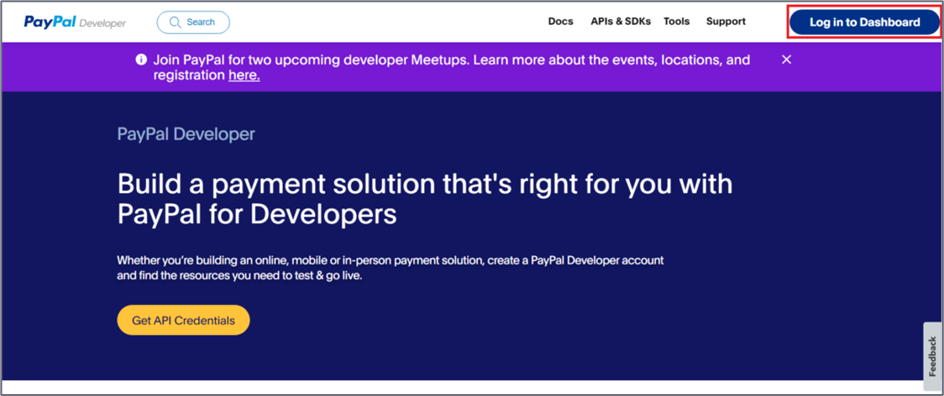 PayPal Developer
Search
Docs
APIs & SDKs
Tools
Support
Log in to Dashboard
Join PayPal for two upcoming developer Meetups. Learn more about the events, locations, and
registration here.
PayPal Developer
Build a payment solution that's right for you with
PayPal for Developers
Whether you're building an online, mobile or in-person payment solution, create a PayPal Developer account
and find the resources you need to test & go live.
Get API Credentials
Feedback